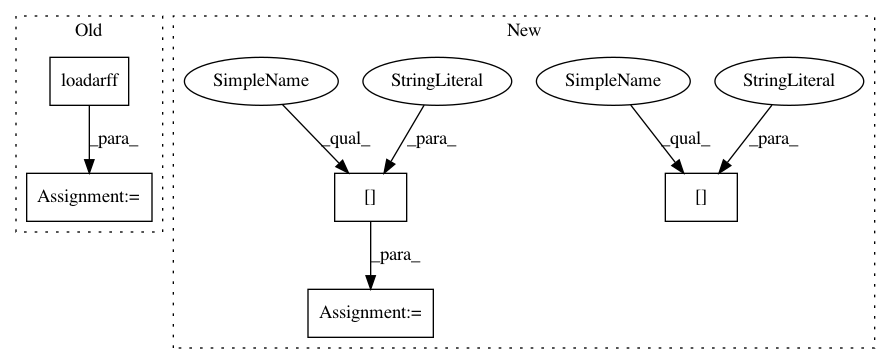 Old
New
loadarff
SimpleName
StringLiteral
SimpleName
StringLiteral
_para_
_qual_
_para_
_qual_
_para_
Assignment:=
[]
[]
_para_
Assignment:=